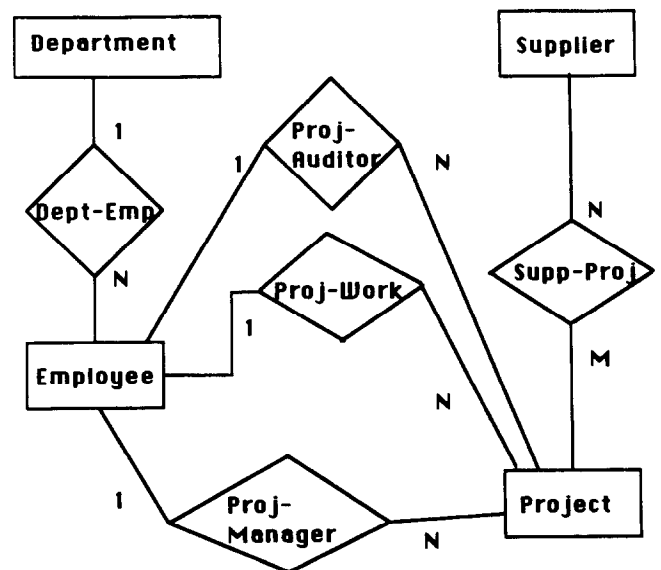 Department
Supplier
1
Proj-
Auditor
1
N
Dept-Emp
N
N
Proj-Work
Supp-Proj
1
Employee
M
N
1
Proj-
Manager
N
Project